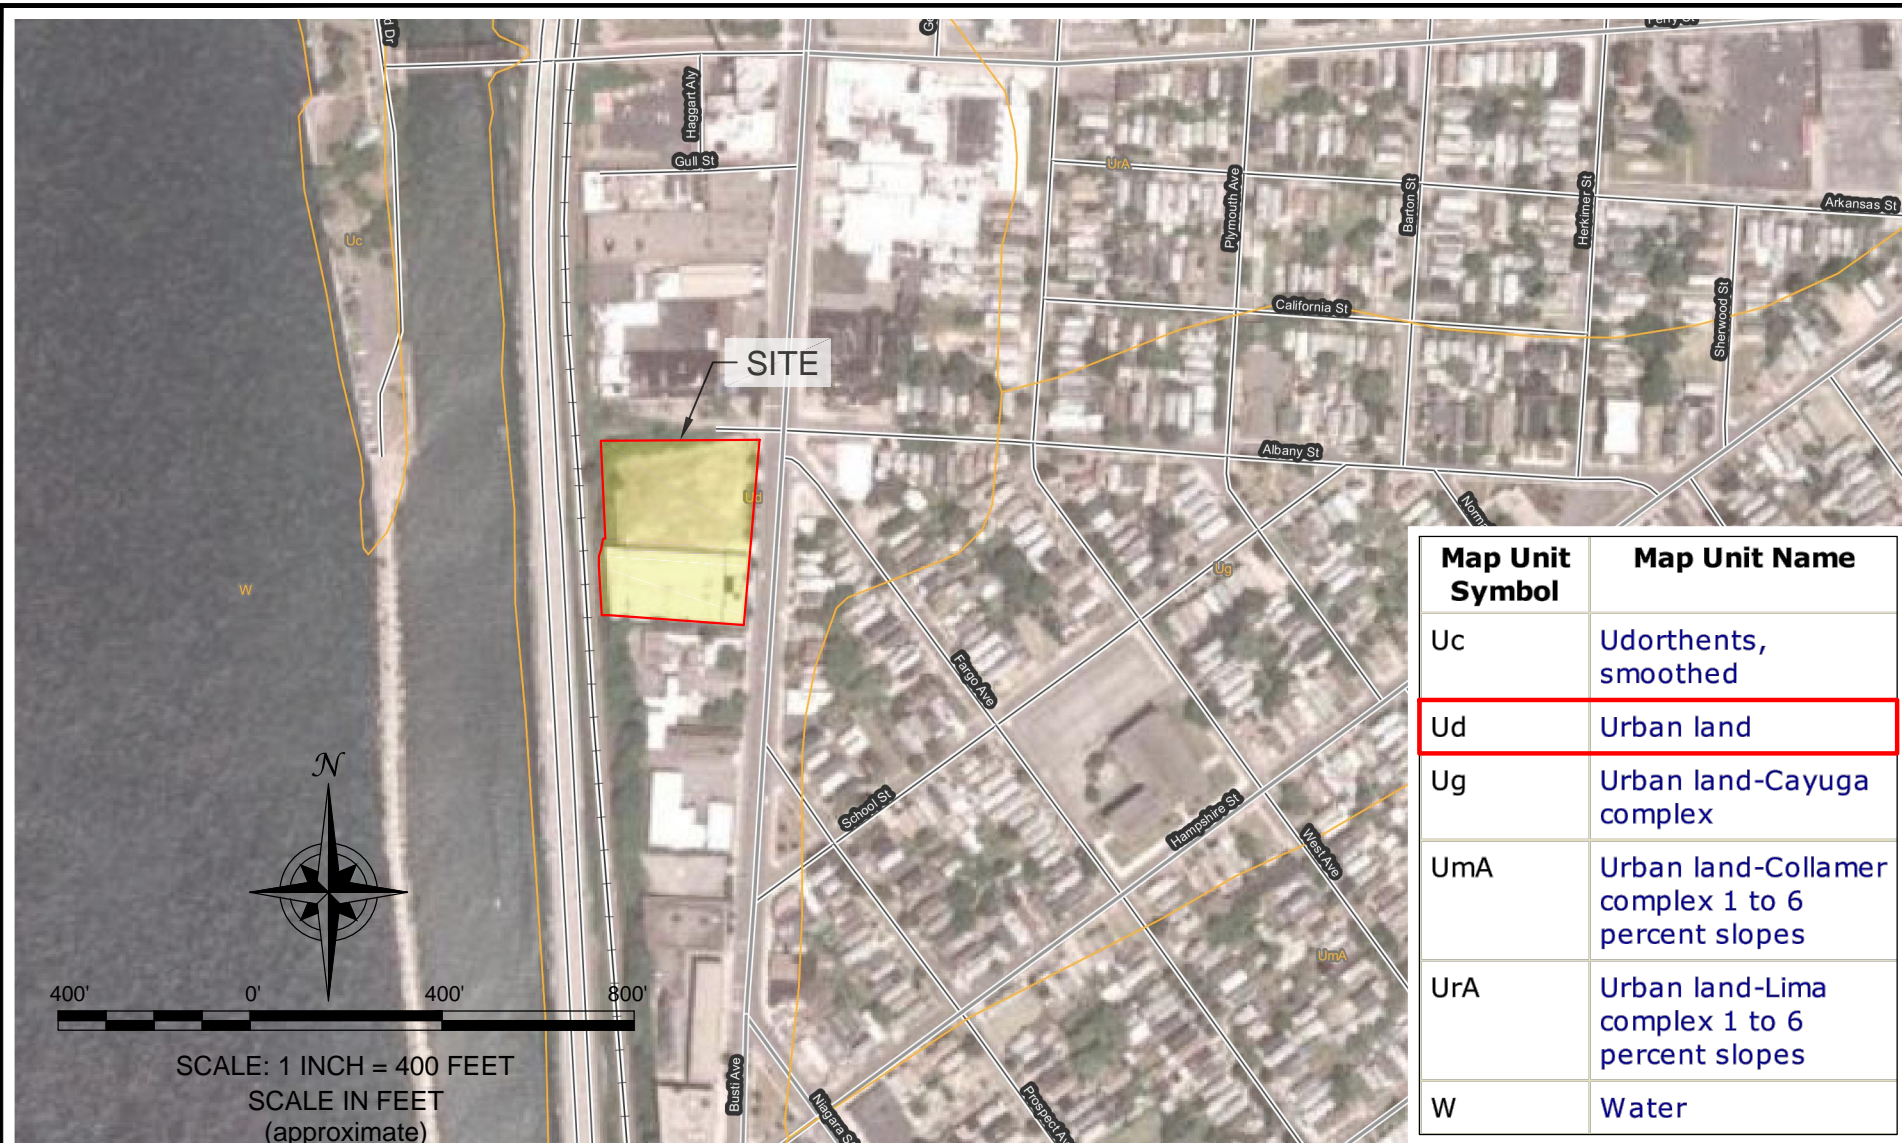 Perry St
Haggart Aly
Gull St
UrA
Plymouth Ave
Barton St
Herkimer St
Arkansas St
Uc
California St
Sherwood St
SITE
Albany St
Ud
Ug
W
Fargo Ave
School St
Hampshire St
West Ave
UmA
Busti Ave
Niagara S
Prospect Av
Norma
N
400' 0' 400' 800'
SCALE: 1 INCH = 400 FEET
SCALE IN FEET
(approximate)
Map Unit Symbol Map Unit Name
Uc Udorthents,
smoothed
Ud Urban land
Ug Urban land-Cayuga
complex
UmA Urban land-Collamer
complex 1 to 6
percent slopes
UrA Urban land-Lima
complex 1 to 6
percent slopes
W Water